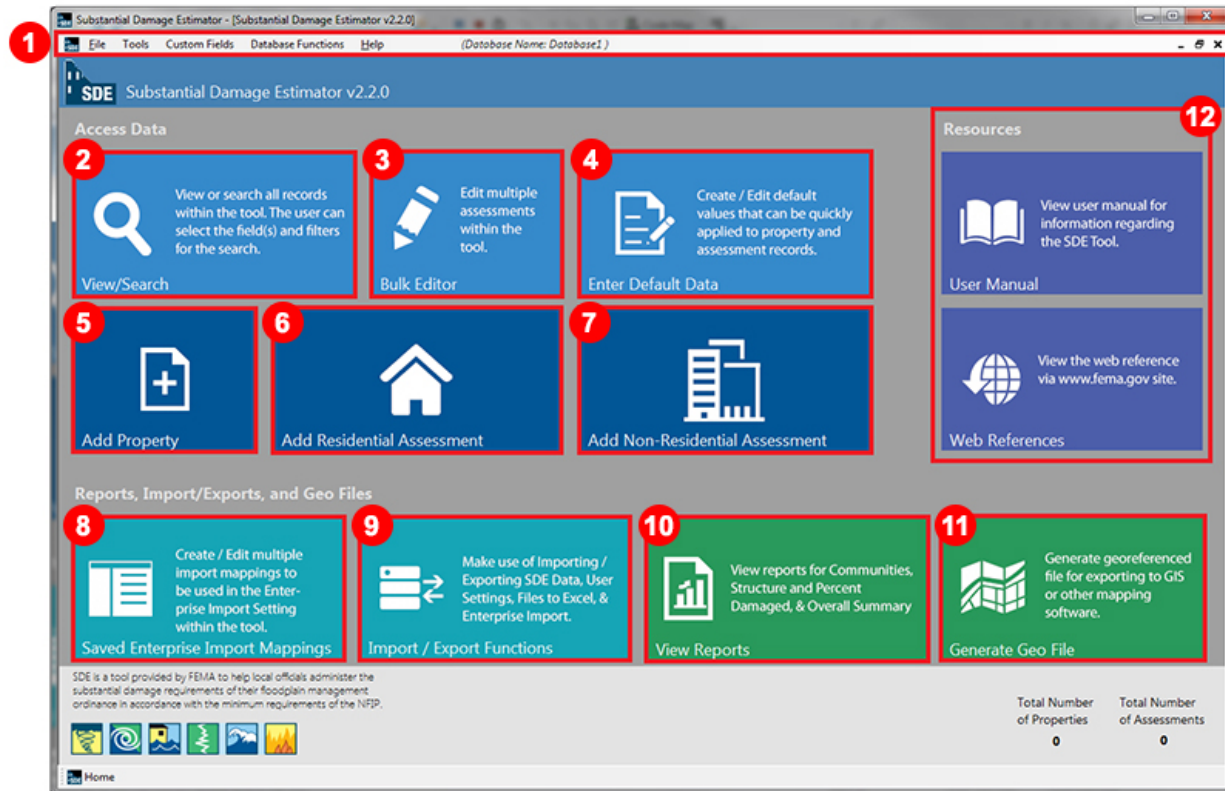 Substantial Damage Estimator - [Substantial Damage Estimator v2.2.0]
1
SDE File Tools Custom Fields Database Functions Help (Database Name: Database1 )
SDE Substantial Damage Estimator v2.2.0
Access Data
2
View or search all records
within the tool. The user can
select the field(s) and filters
for the search.
View/Search
3
Edit multiple
assessments
within the
tool.
Bulk Editor
4
Create / Edit default
values that can be quickly
applied to property and
assessment records.
Enter Default Data
5
Add Property
6
Add Residential Assessment
7
Add Non-Residential Assessment
12
Resources
View user manual for
information regarding
the SDE Tool.
User Manual
View the web reference
via www.fema.gov site.
Web References
Reports, Import/Exports, and Geo Files
8
Create / Edit multiple
import mappings to
be used in the Enter-
prise Import Setting
within the tool.
Saved Enterprise Import Mappings
9
Make use of Importing /
Exporting SDE Data, User
Settings, Files to Excel, &
Enterprise Import.
Import / Export Functions
10
View reports for Communities,
Structure and Percent
Damaged, & Overall Summary
View Reports
11
Generate georeferenced
file for exporting to GIS
or other mapping
software.
Generate Geo File
SDE is a tool provided by FEMA to help local officials administer the
substantial damage requirements of their floodplain management
ordinance in accordance with the minimum requirements of the NFIP.
Total Number
of Properties
0
Total Number
of Assessments
0
SDE Home